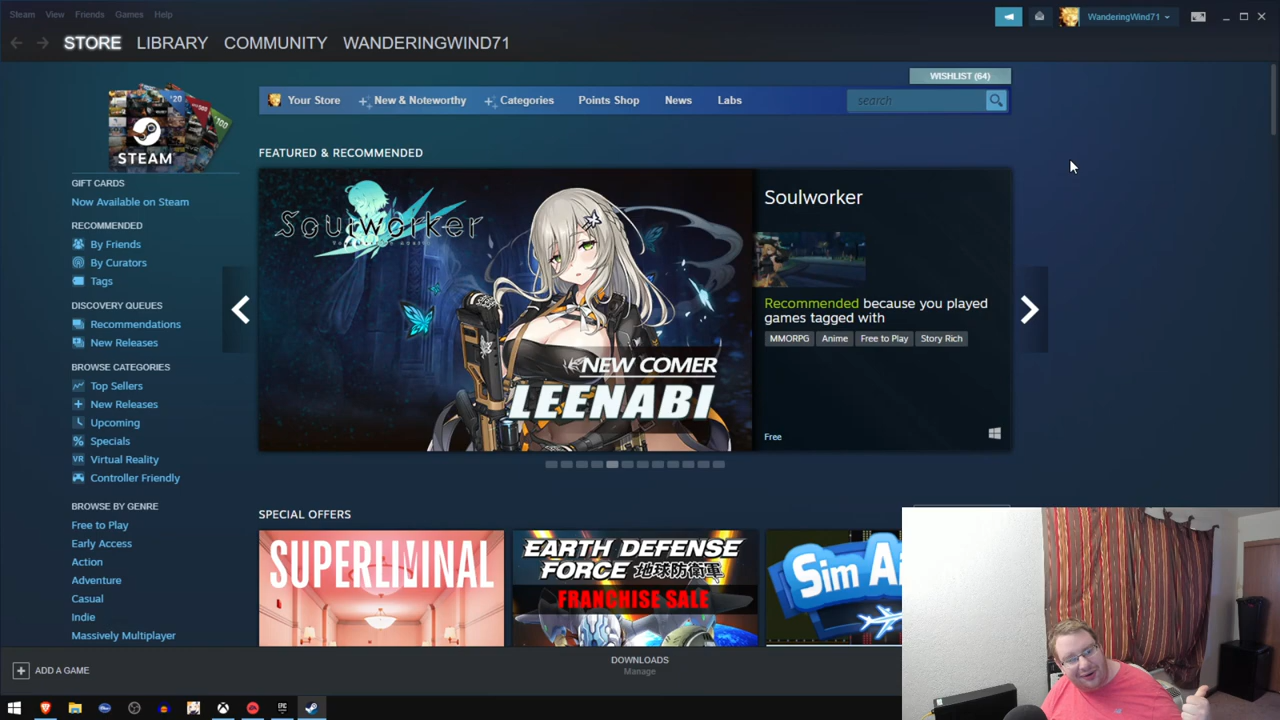 Steam View Friends Games Help
WanderingWind71
STORE LIBRARY COMMUNITY WANDERINGWIND71
WISHLIST (64)
Your Store New & Noteworthy Categories Points Shop News Labs search
STEAM
GIFT CARDS
Now Available on Steam
RECOMMENDED
By Friends
By Curators
Tags
DISCOVERY QUEUES
Recommendations
New Releases
BROWSE CATEGORIES
Top Sellers
New Releases
Upcoming
Specials
VR Virtual Reality
Controller Friendly
BROWSE BY GENRE
Free to Play
Early Access
Action
Adventure
Casual
Indie
Massively Multiplayer
FEATURED & RECOMMENDED
Soulworker
NEW COMER
LEENABI
Soulworker
Recommended because you played
games tagged with
MMORPG Anime Free to Play Story Rich
Free
SPECIAL OFFERS
SUPERLIMINAL
EARTH DEFENSE
FORCE 地球防衛軍
FRANCHISE SALE
Sim
ADD A GAME
DOWNLOADS
Manage